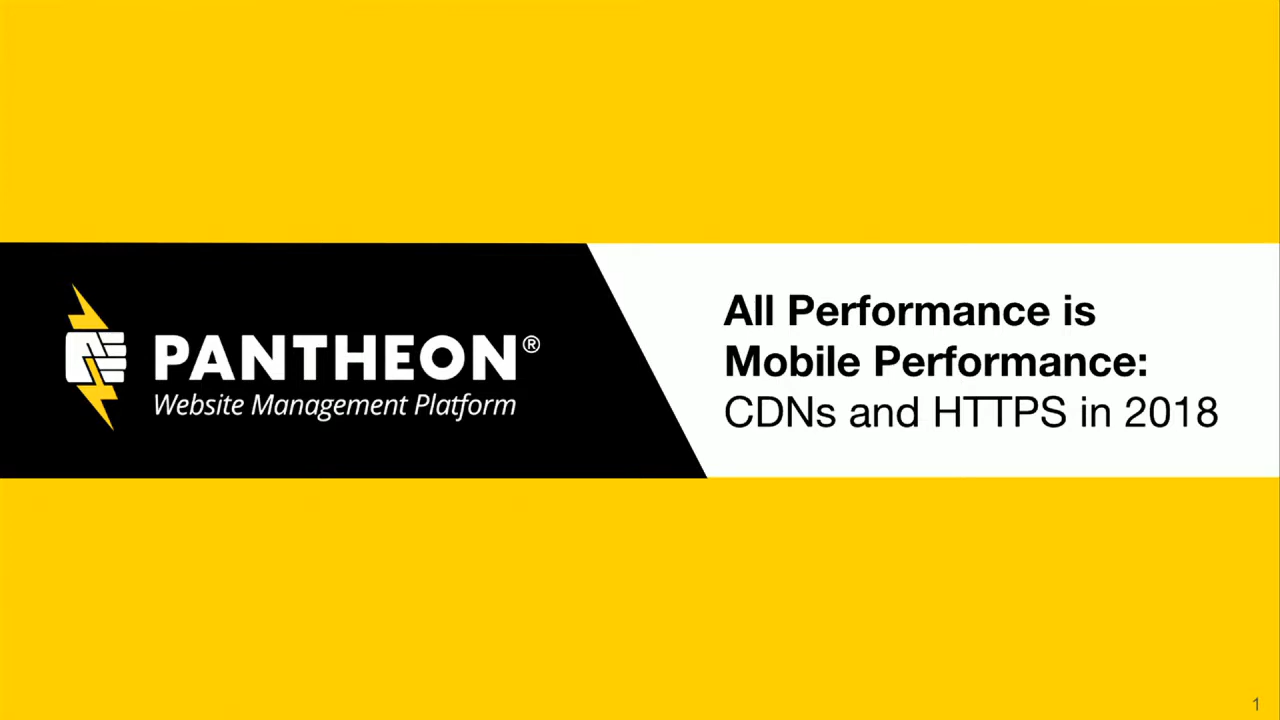 PANTHEON®
Website Management Platform
All Performance is
Mobile Performance:
CDNs and HTTPS in 2018
1